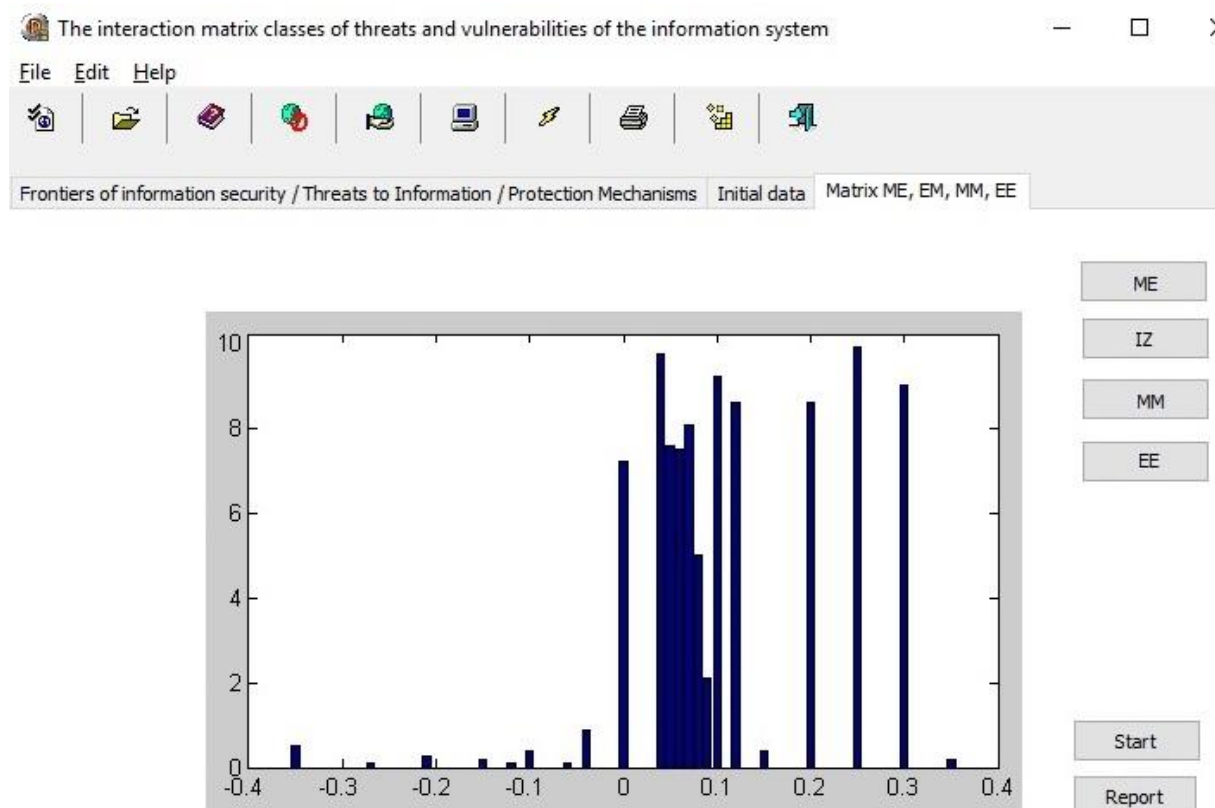 The interaction matrix classes of threats and vulnerabilities of the information system
File Edit Help
Frontiers of information security / Threats to Information / Protection Mechanisms Initial data Matrix ME, EM, MM, EE
ME
IZ
MM
EE
10
8
6
4
2
0
-0.4 -0.3 -0.2 -0.1 0 0.1 0.2 0.3 0.4
Start
Report